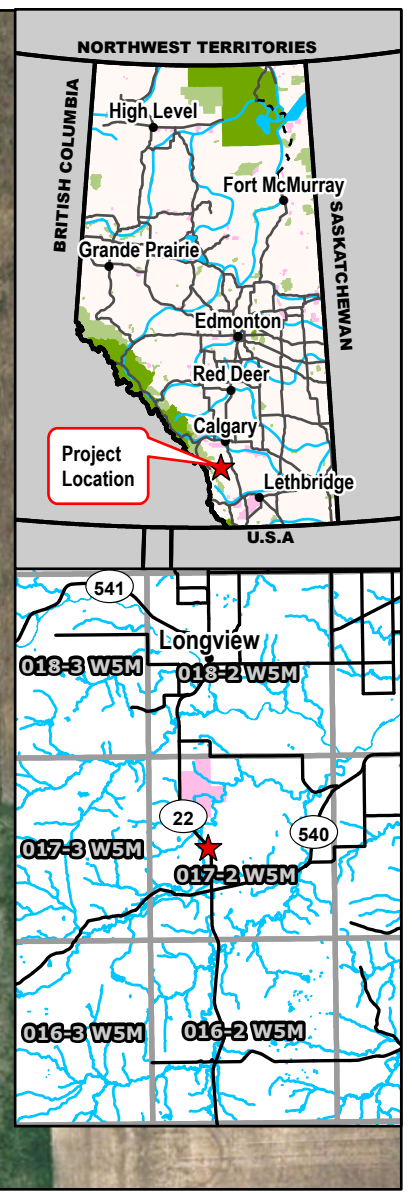 NORTHWEST TERRITORIES
BRITISH COLUMBIA
High Level
Fort McMurray
SASKATCHEWAN
Grande Prairie
Edmonton
Red Deer
Calgary
Project
Location
Lethbridge
U.S.A
541
Longview
018-3 W5M
018-2 W5M
22
540
017-3 W5M
017-2 W5M
016-3 W5M
016-2 W5M